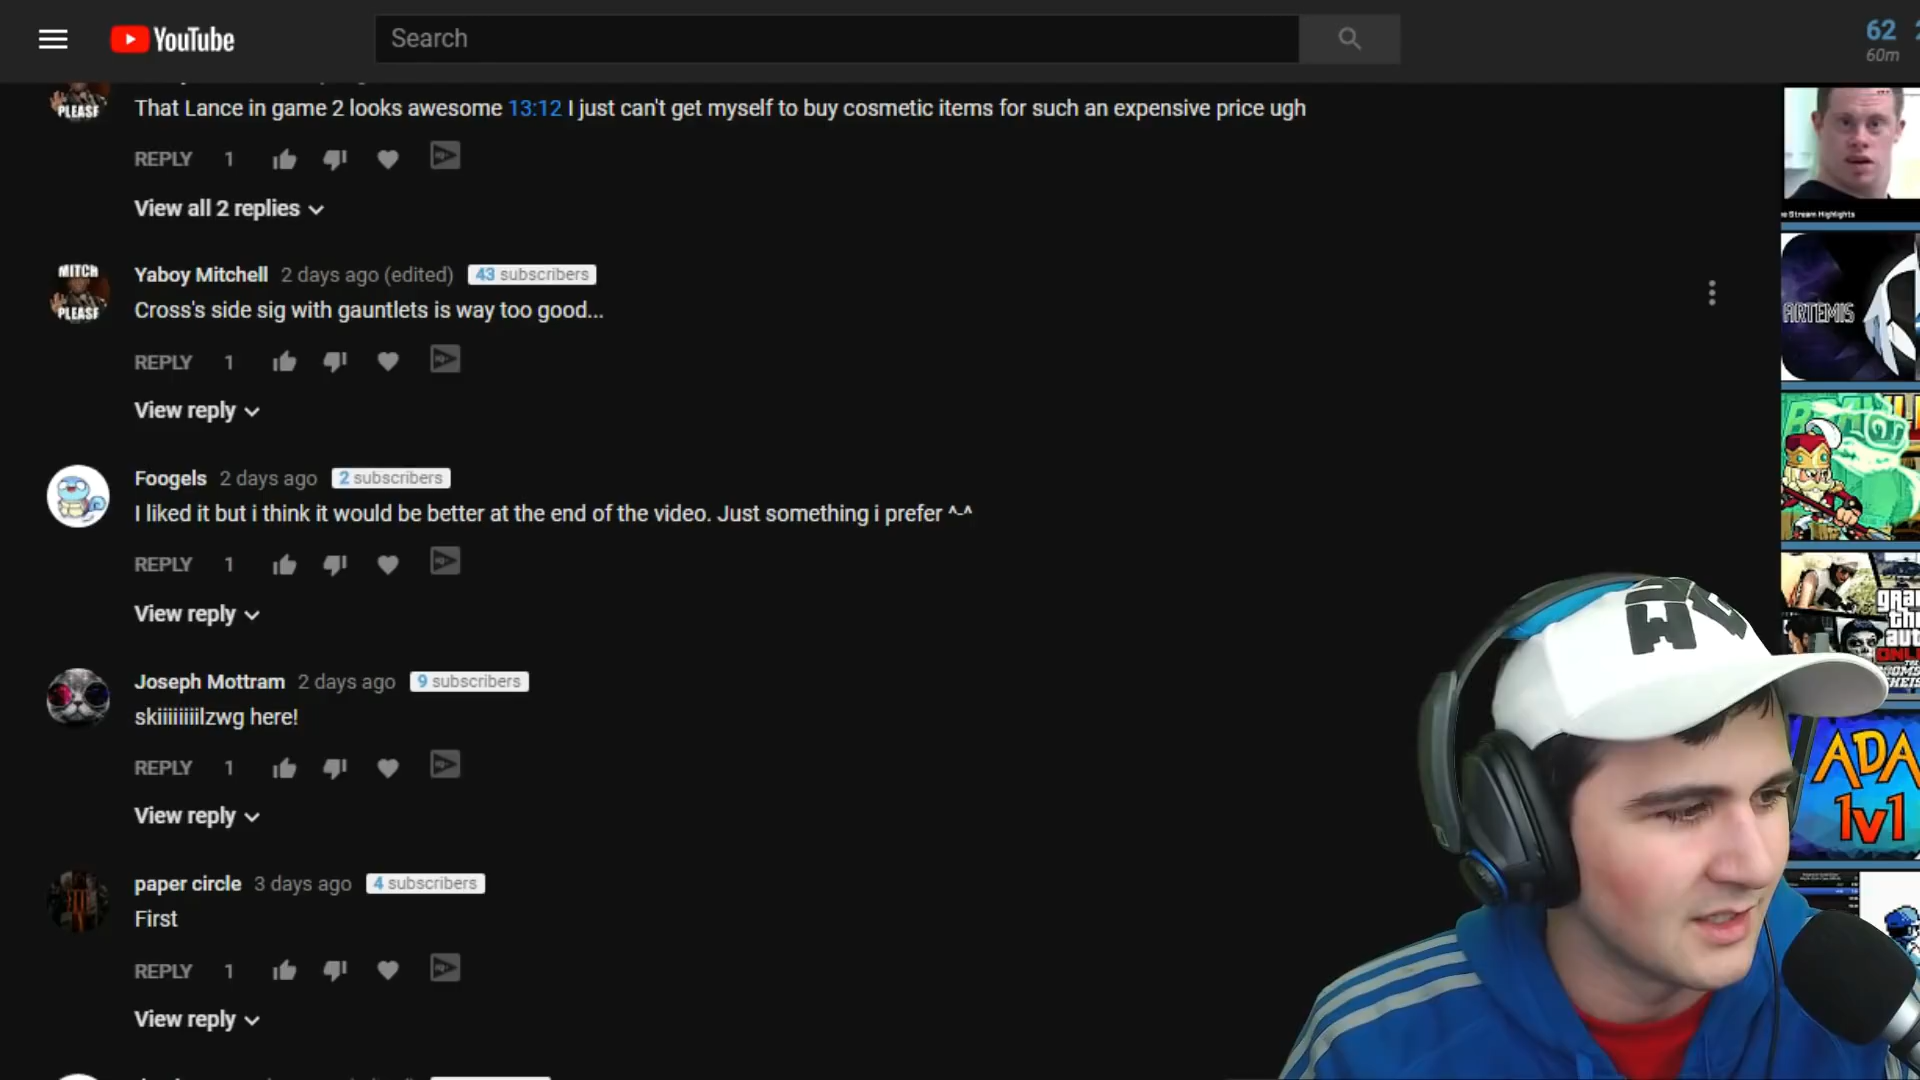 YouTube
Search
62
60m
PLEASE
That Lance in game 2 looks awesome 13:12 I just can't get myself to buy cosmetic items for such an expensive price ugh
REPLY 1
View all 2 replies
MITCH
PLEASE
Yaboy Mitchell 2 days ago (edited) 43 subscribers
Cross's side sig with gauntlets is way too good...
REPLY 1
View reply
Foogels 2 days ago 2 subscribers
I liked it but i think it would be better at the end of the video. Just something i prefer ^-^
REPLY 1
View reply
Joseph Mottram 2 days ago 9 subscribers
skiiiiiiiilzwg here!
REPLY 1
View reply
paper circle 3 days ago 4 subscribers
First
REPLY 1
View reply
Stream Highlights
ARTEMIS
ADA
1v1